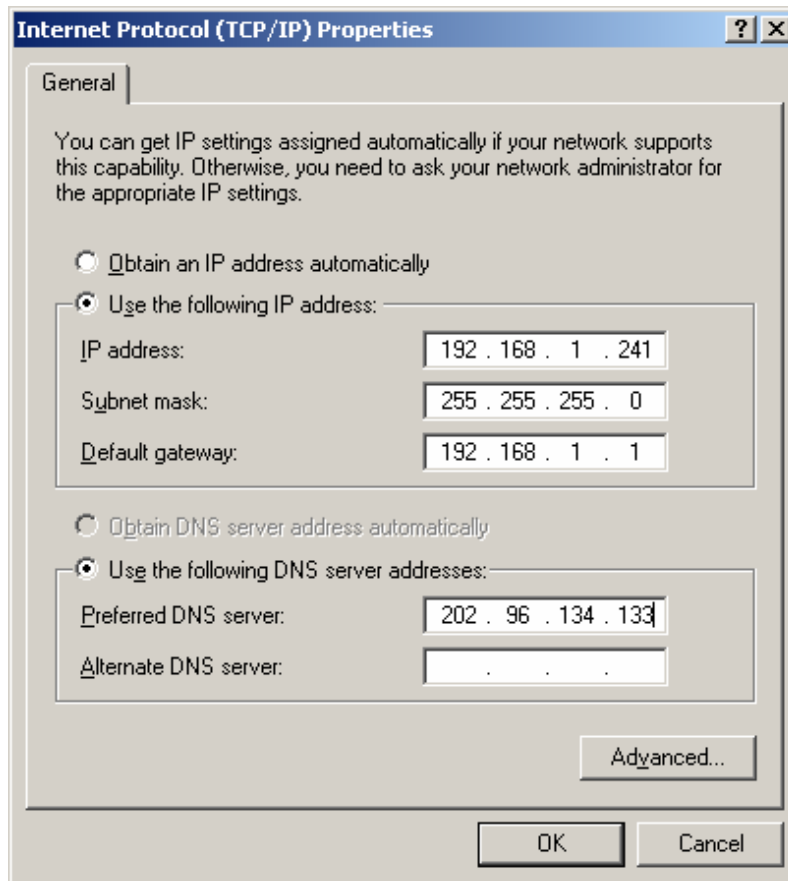 Internet Protocol (TCP/IP) Properties
General
You can get IP settings assigned automatically if your network supports
this capability. Otherwise, you need to ask your network administrator for
the appropriate IP settings.
Obtain an IP address automatically
Use the following IP address:
IP address: 192 . 168 . 1 . 241
Subnet mask: 255 . 255 . 255 . 0
Default gateway: 192 . 168 . 1 . 1
Obtain DNS server address automatically
Use the following DNS server addresses:
Preferred DNS server: 202 . 96 . 134 . 133
Alternate DNS server: . . .
Advanced...
OK Cancel